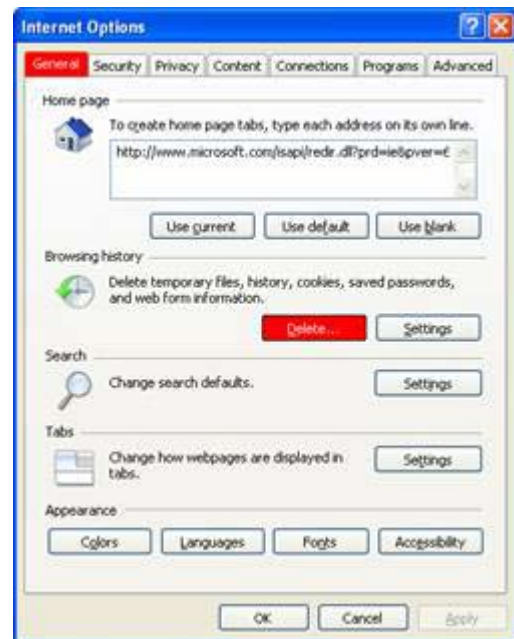 Internet Options
General Security Privacy Content Connections Programs Advanced
Home page
To create home page tabs, type each address on its own line.
http://www.microsoft.com/isapi/redir.dll?prd=ie&pver=6
Use current Use default Use blank
Browsing history
Delete temporary files, history, cookies, saved passwords,
and web form information.
Delete... Settings
Search
Change search defaults.
Settings
Tabs
Change how webpages are displayed in
tabs.
Settings
Appearance
Colors Languages Fonts Accessibility
OK Cancel Apply